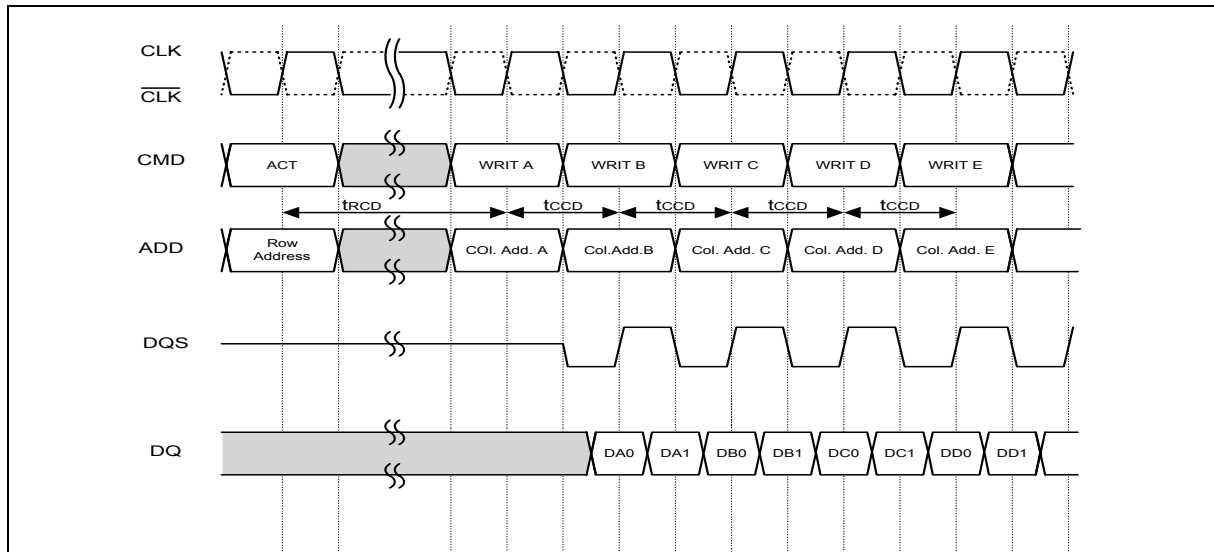 CLK
C̅L̅K̅
CMD ACT WRIT A WRIT B WRIT C WRIT D WRIT E
tRCD tCCD tCCD tCCD tCCD
ADD Row Address COl. Add. A Col.Add.B Col. Add. C Col. Add. D Col. Add. E
DQS
DQ DA0 DA1 DB0 DB1 DC0 DC1 DD0 DD1